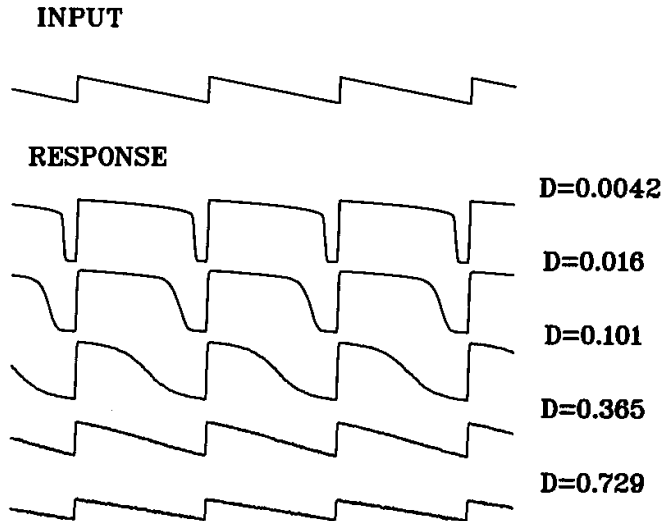 INPUT
RESPONSE
D=0.0042
D=0.016
D=0.101
D=0.365
D=0.729